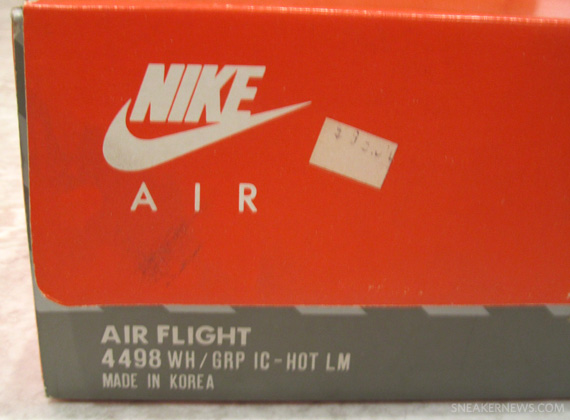 NIKE
AIR
AIR FLIGHT
4498 WH/GRP IC-HOT LM
MADE IN KOREA
SNEAKERNEWS.COM